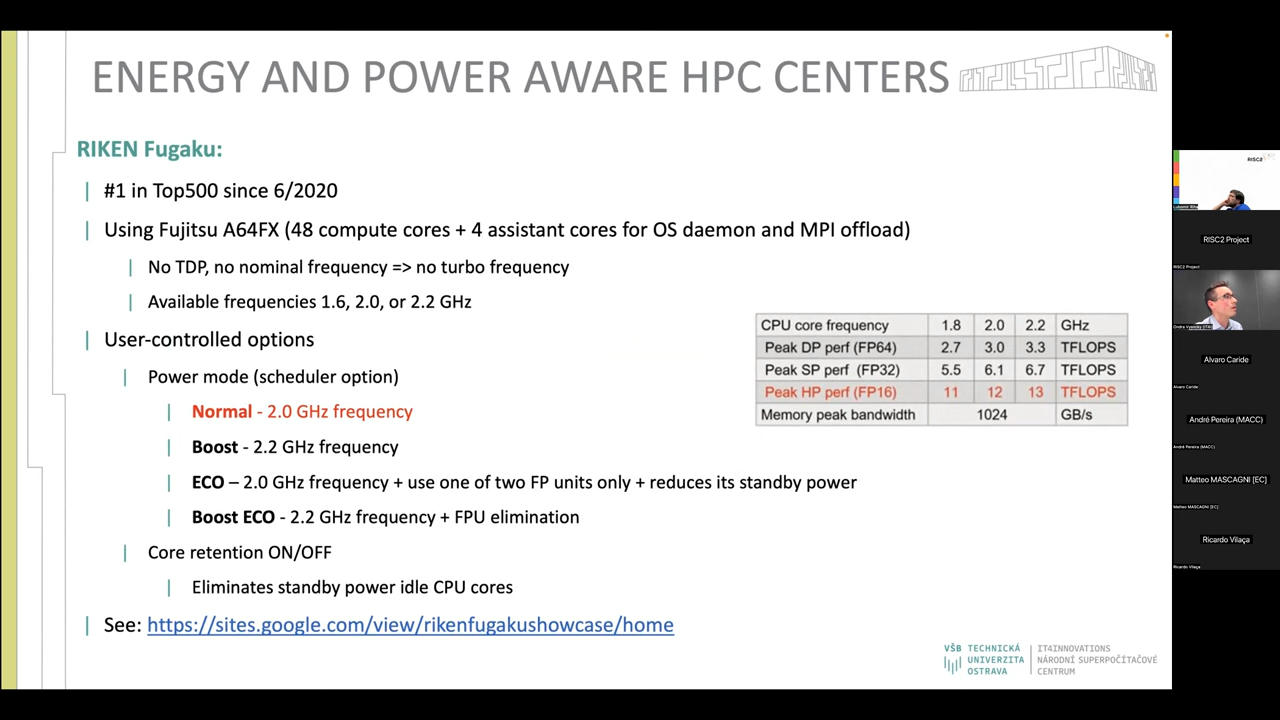 ENERGY AND POWER AWARE HPC CENTERS
RIKEN Fugaku:
#1 in Top500 since 6/2020
Using Fujitsu A64FX (48 compute cores + 4 assistant cores for OS daemon and MPI offload)
No TDP, no nominal frequency => no turbo frequency
Available frequencies 1.6, 2.0, or 2.2 GHz
User-controlled options
Power mode (scheduler option)
Normal - 2.0 GHz frequency
Boost - 2.2 GHz frequency
ECO – 2.0 GHz frequency + use one of two FP units only + reduces its standby power
Boost ECO - 2.2 GHz frequency + FPU elimination
Core retention ON/OFF
Eliminates standby power idle CPU cores
See: https://sites.google.com/view/rikenfugakushowcase/home
CPU core frequency 1.8 2.0 2.2 GHz
Peak DP perf (FP64) 2.7 3.0 3.3 TFLOPS
Peak SP perf (FP32) 5.5 6.1 6.7 TFLOPS
Peak HP perf (FP16) 11 12 13 TFLOPS
Memory peak bandwidth 1024 GB/s
VŠB TECHNICKÁ
UNIVERZITA
OSTRAVA
IT4INNOVATIONS
NÁRODNÍ SUPERPOČÍTAČOVÉ
CENTRUM
RISC2
Lubomir Riha
RISC2 Project
RISC2 Project
Ondra Vysocky (IT4I)
Alvaro Caride
Alvaro Caride
André Pereira (MACC)
André Pereira (MACC)
Matteo MASCAGNI [EC]
Matteo MASCAGNI [EC]
Ricardo Vilaça
Ricardo Vilaça